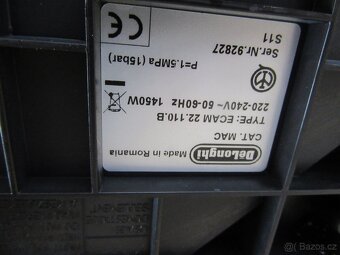 DeLonghi
Made in Romania
CAT. MAC
TYPE: ECAM 22.110.B
220-240V~ 50-60Hz 1450W
P=1.5MPa (15bar)
Ser.Nr.92827
S11
CE
Bazoš.cz